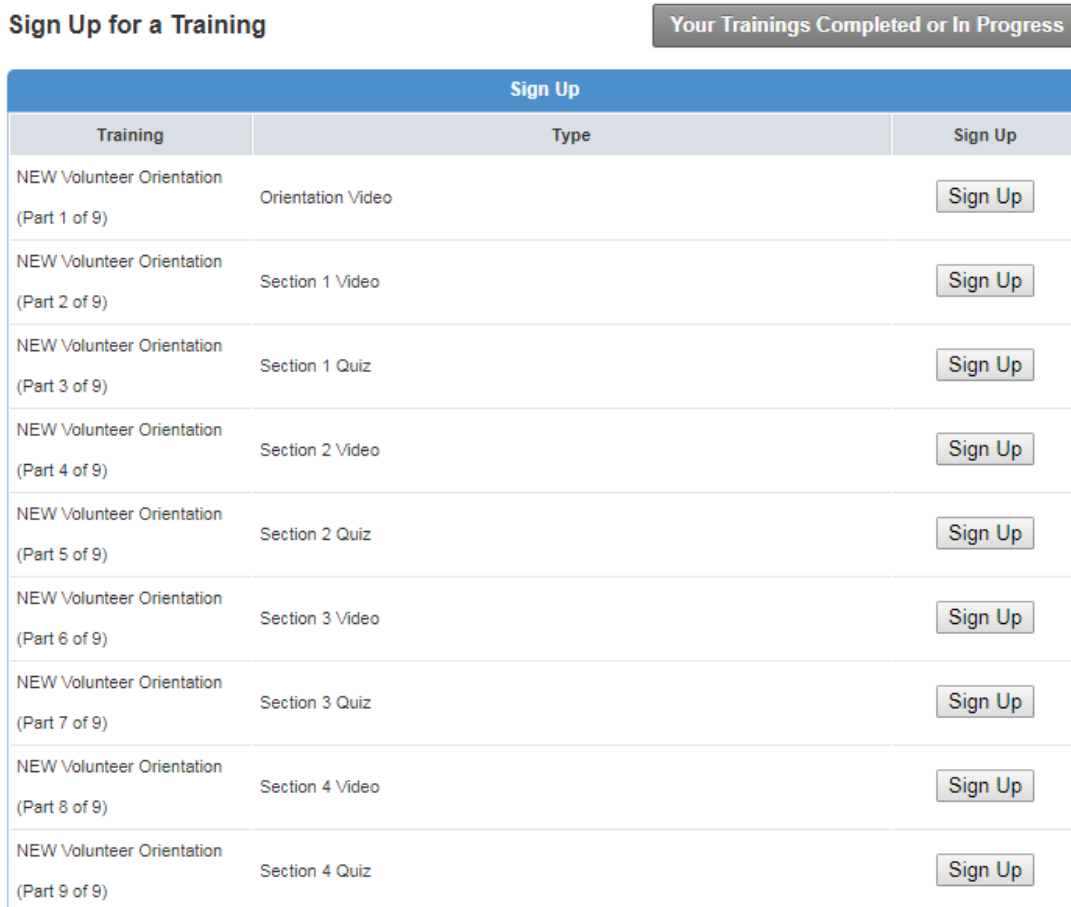 Sign Up for a Training
Your Trainings Completed or In Progress
Sign Up
Training Type Sign Up
NEW Volunteer Orientation
(Part 1 of 9)
Orientation Video
Sign Up
NEW Volunteer Orientation
(Part 2 of 9)
Section 1 Video
Sign Up
NEW Volunteer Orientation
(Part 3 of 9)
Section 1 Quiz
Sign Up
NEW Volunteer Orientation
(Part 4 of 9)
Section 2 Video
Sign Up
NEW Volunteer Orientation
(Part 5 of 9)
Section 2 Quiz
Sign Up
NEW Volunteer Orientation
(Part 6 of 9)
Section 3 Video
Sign Up
NEW Volunteer Orientation
(Part 7 of 9)
Section 3 Quiz
Sign Up
NEW Volunteer Orientation
(Part 8 of 9)
Section 4 Video
Sign Up
NEW Volunteer Orientation
(Part 9 of 9)
Section 4 Quiz
Sign Up